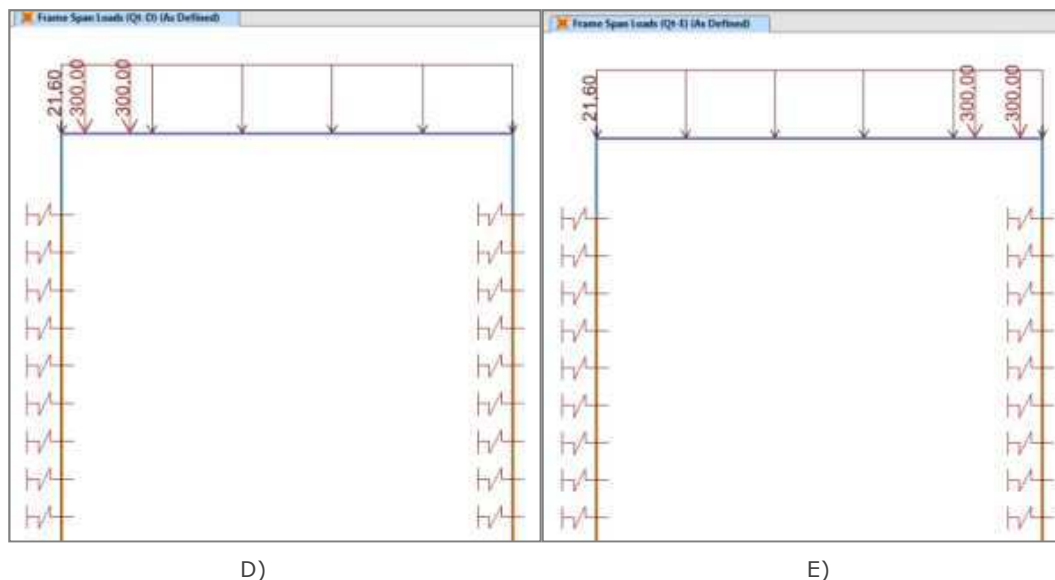 Frame Span Loads (Qt-D) (As Defined)
Frame Span Loads (Qt-E) (As Defined)
21,60
300,00
300,00
21,60
300,00
300,00
D)
E)